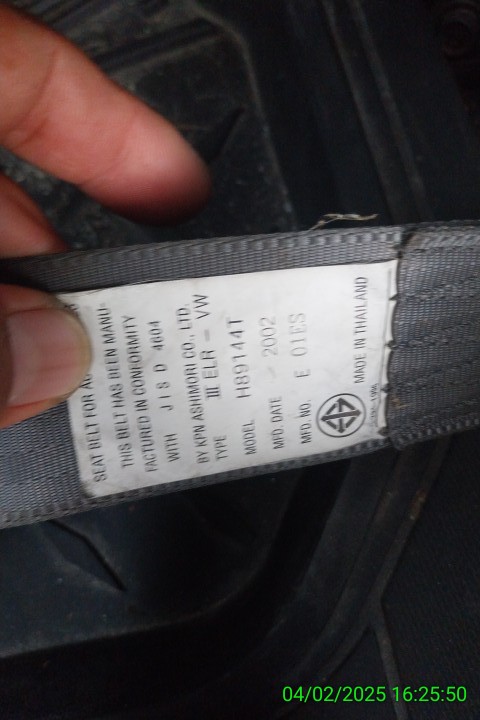 SEAT BELT FOR
THIS BELT HAS BEEN MANU-
FACTURED IN CONFORMITY
WITH JIS D 4604
BY KPN ASHIMORI CO., LTD.
TYPE III ELR - VW
MODEL H89144T
MFD. DATE 2002
MFD. NO. E 01ES
MADE IN THAILAND
04/02/2025 16:25:50